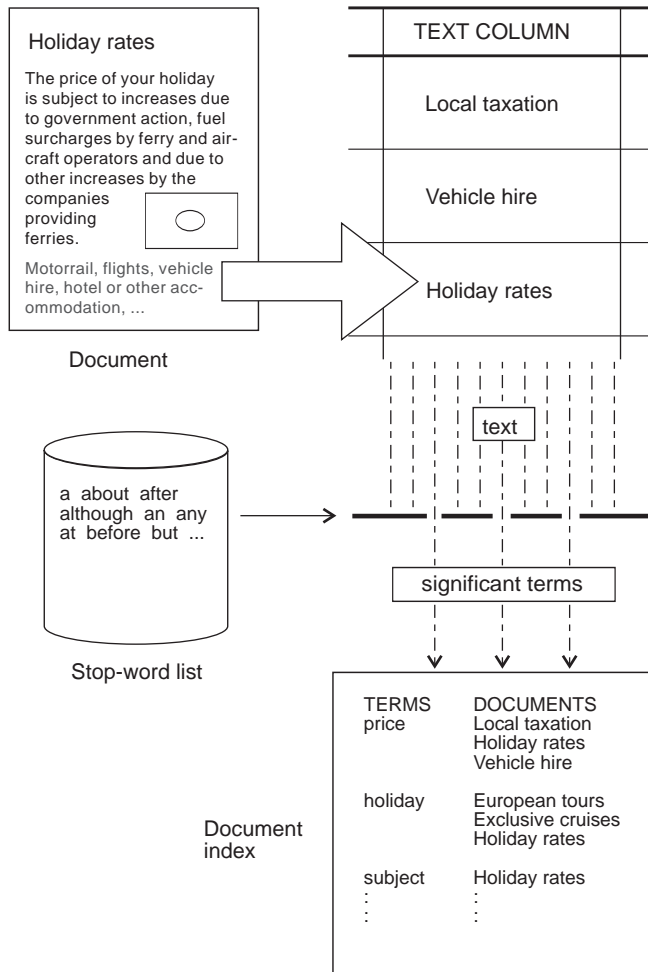 Holiday rates
The price of your holiday
is subject to increases due
to government action, fuel
surcharges by ferry and air-
craft operators and due to
other increases by the
companies
providing
ferries.
Motorrail, flights, vehicle
hire, hotel or other acc-
ommodation, ...
Document
TEXT COLUMN
Local taxation
Vehicle hire
Holiday rates
text
a about after
although an any
at before but ...
Stop-word list
significant terms
TERMS DOCUMENTS
price Local taxation
Holiday rates
Vehicle hire
holiday European tours
Exclusive cruises
Holiday rates
subject Holiday rates
: :
: :
Document
index